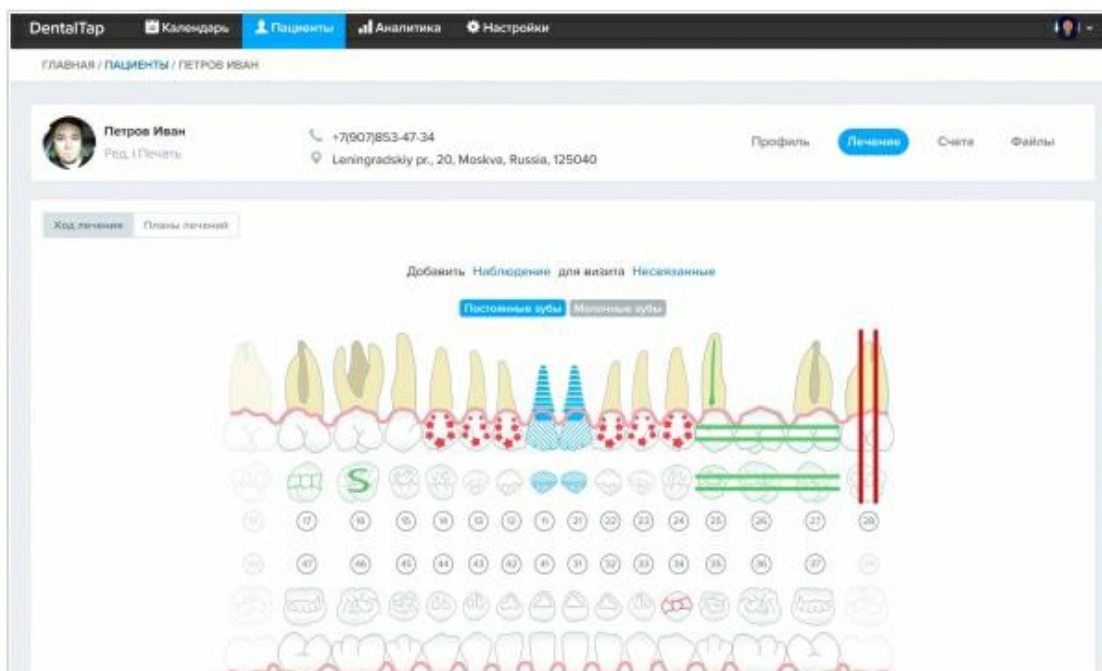 DentalTap Календарь Пациенты Аналитика Настройки
ГЛАВНАЯ / ПАЦИЕНТЫ / ПЕТРОВ ИВАН
Петров Иван
Ред. | Печать
+7(907)853-47-34
Leningradskiy pr., 20, Moskva, Russia, 125040
Профиль Лечение Счета Файлы
Ход лечения Планы лечений
Добавить Наблюдение для визита Несвязанные
Постоянные зубы Молочные зубы
S
18 17 16 15 14 13 12 11 21 22 23 24 25 26 27 28
47 46 45 44 43 42 41 31 32 33 34 35 36 37